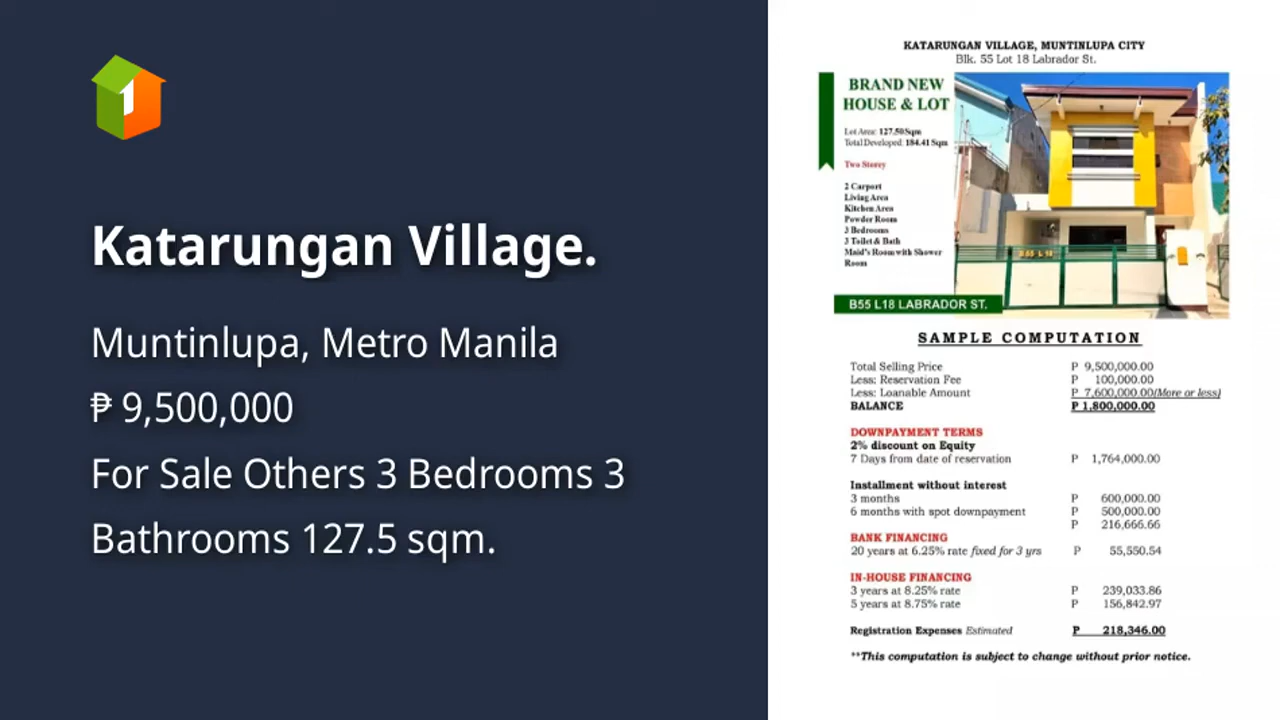 Katarungan Village.
Muntinlupa, Metro Manila
₱ 9,500,000
For Sale Others 3 Bedrooms 3
Bathrooms 127.5 sqm.
KATARUNGAN VILLAGE, MUNTINLUPA CITY
Blk. 55 Lot 18 Labrador St.
BRAND NEW
HOUSE & LOT
Lot Area: 127.50Sqm
Total Developed: 184.41 Sqm
Two Storey
2 Carport
Living Area
Kitchen Area
Powder Room
3 Bedrooms
3 Toilet & Bath
Maid's Room with Shower
Room
B55 L18
B55 L18 LABRADOR ST.
SAMPLE COMPUTATION
Total Selling Price P 9,500,000.00
Less: Reservation Fee P 100,000.00
Less: Loanable Amount P 7,600,000.00(More or less)
BALANCE P 1,800,000.00
DOWNPAYMENT TERMS
2% discount on Equity
7 Days from date of reservation P 1,764,000.00
Installment without interest
3 months P 600,000.00
6 months with spot downpayment P 500,000.00
P 216,666.66
BANK FINANCING
20 years at 6.25% rate fixed for 3 yrs P 55,550.54
IN-HOUSE FINANCING
3 years at 8.25% rate P 239,033.86
5 years at 8.75% rate P 156,842.97
Registration Expenses Estimated P 218,346.00
**This computation is subject to change without prior notice.